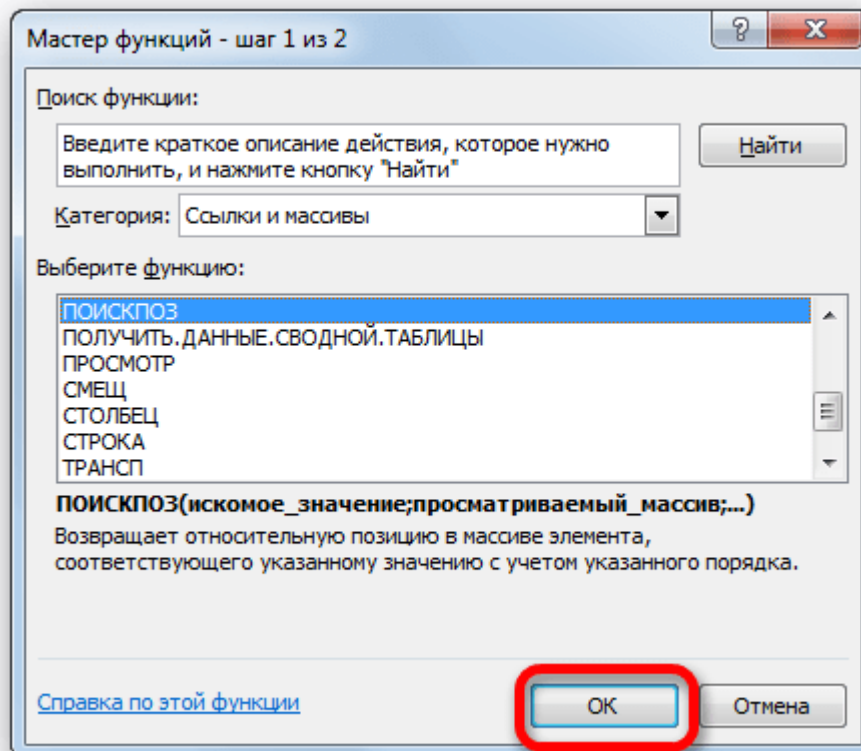 Мастер функций - шаг 1 из 2
Поиск функции:
Введите краткое описание действия, которое нужно
выполнить, и нажмите кнопку "Найти"
Найти
Категория: Ссылки и массивы
Выберите функцию:
ПОИСКПОЗ
ПОЛУЧИТЬ.ДАННЫЕ.СВОДНОЙ.ТАБЛИЦЫ
ПРОСМОТР
СМЕЩ
СТОЛБЕЦ
СТРОКА
ТРАНСП
ПОИСКПОЗ(искомое_значение;просматриваемый_массив;...)
Возвращает относительную позицию в массиве элемента,
соответствующего указанному значению с учетом указанного порядка.
Справка по этой функции
ОК
Отмена